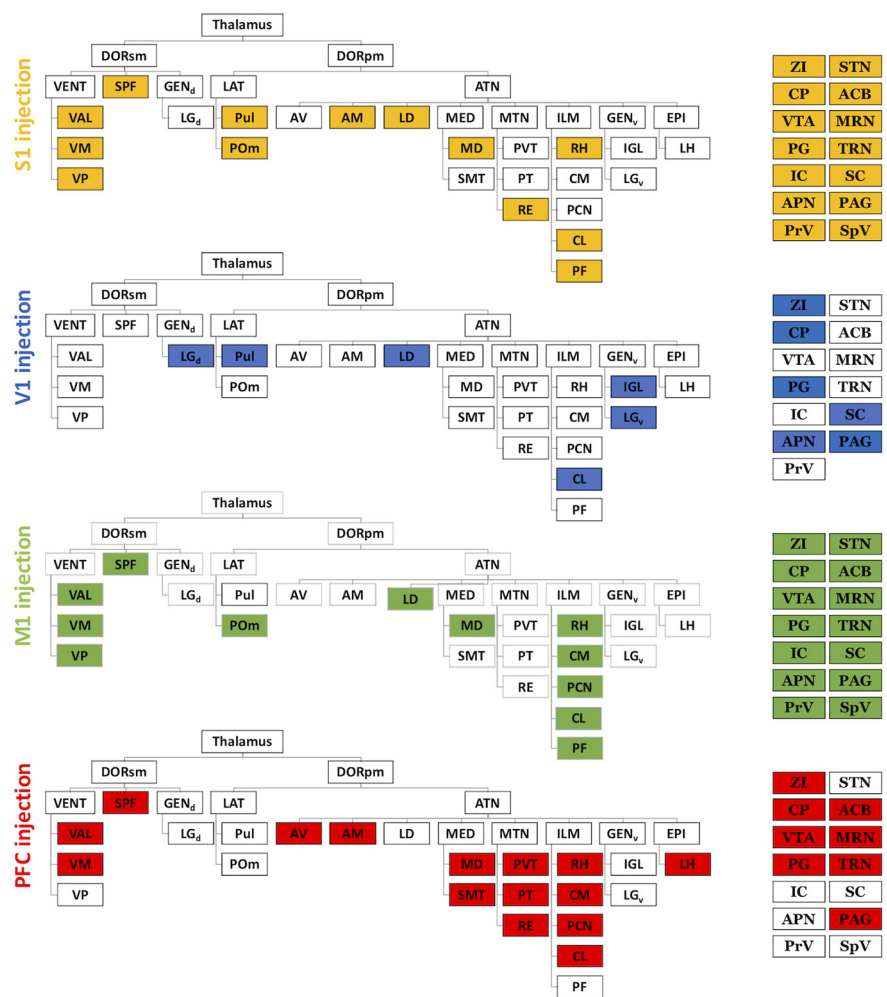 S1 injection
Thalamus
DORsm DORpm
VENT SPF GENd LAT ATN
VAL LGd Pul AV AM LD MED MTN ILM GENv EPI
VM POm MD PVT RH IGL LH
VP SMT PT CM LGv
RE PCN
CL
PF
ZI STN
CP ACB
VTA MRN
PG TRN
IC SC
APN PAG
PrV SpV
V1 injection
Thalamus
DORsm DORpm
VENT SPF GENd LAT ATN
VAL LGd Pul AV AM LD MED MTN ILM GENv EPI
VM POm MD PVT RH IGL LH
VP SMT PT CM LGv
RE PCN
CL
PF
ZI STN
CP ACB
VTA MRN
PG TRN
IC SC
APN PAG
PrV
M1 injection
Thalamus
DORsm DORpm
VENT SPF GENd LAT ATN
VAL LGd Pul AV AM LD MED MTN ILM GENv EPI
VM POm MD PVT RH IGL LH
VP SMT PT CM LGv
RE PCN
CL
PF
ZI STN
CP ACB
VTA MRN
PG TRN
IC SC
APN PAG
PrV SpV
PFC injection
Thalamus
DORsm DORpm
VENT SPF GENd LAT ATN
VAL LGd Pul AV AM LD MED MTN ILM GENv EPI
VM POm MD PVT RH IGL LH
VP SMT PT CM LGv
RE PCN
CL
PF
ZI STN
CP ACB
VTA MRN
PG TRN
IC SC
APN PAG
PrV SpV